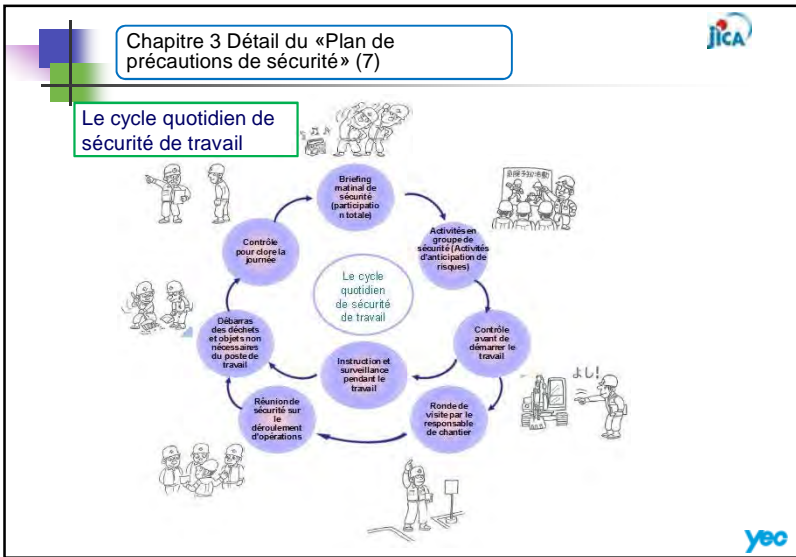 Chapitre 3 Détail du «Plan de
précautions de sécurité» (7)
jICA
Le cycle quotidien de
sécurité de travail
Briefing
matinal de
sécurité
(participatio
n totale)
Activités en
groupe de
sécurité (Activités
d'anticipation de
risques)
Contrôle
avant de
démarrer le
travail
よし!
Ronde de
visite par le
responsable
de chantier
Instruction et
surveillance
pendant le
travail
Réunion de
sécurité sur
le
déroulement
d'opérations
Débarras
des déchets
et objets non
nécessaires
du poste de
travail
Contrôle
pour clore la
journée
Le cycle
quotidien
de sécurité
de travail
yec